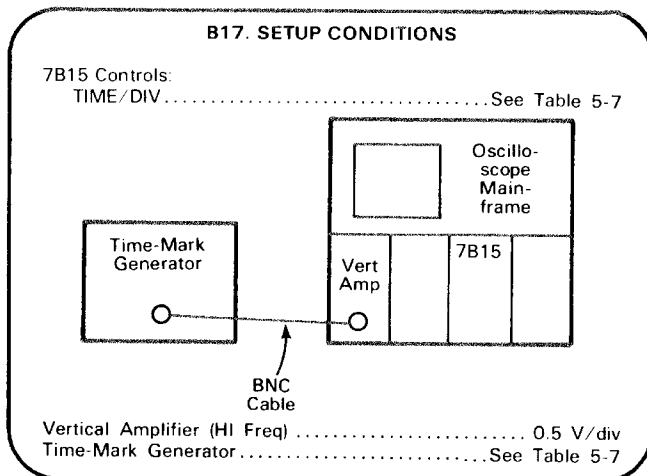 B17. SETUP CONDITIONS
7B15 Controls:
TIME/DIV.......................................See Table 5-7
Oscillo-
scope
Main-
frame
Time-Mark
Generator
Vert
Amp
7B15
BNC
Cable
Vertical Amplifier (HI Freq) ............................ 0.5 V/div
Time-Mark Generator..................................See Table 5-7